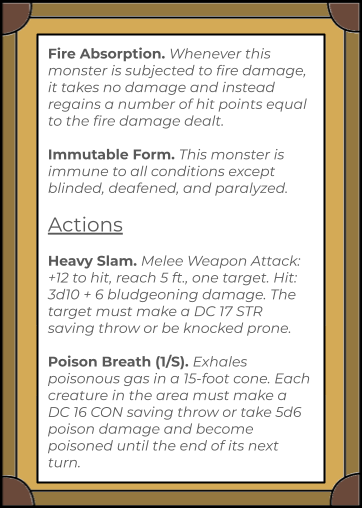 Fire Absorption. Whenever this
monster is subjected to fire damage,
it takes no damage and instead
regains a number of hit points equal
to the fire damage dealt.
Immutable Form. This monster is
immune to all conditions except
blinded, deafened, and paralyzed.
Actions
Heavy Slam. Melee Weapon Attack:
+12 to hit, reach 5 ft., one target. Hit:
3d10 + 6 bludgeoning damage. The
target must make a DC 17 STR
saving throw or be knocked prone.
Poison Breath (1/S). Exhales
poisonous gas in a 15-foot cone. Each
creature in the area must make a
DC 16 CON saving throw or take 5d6
poison damage and become
poisoned until the end of its next
turn.